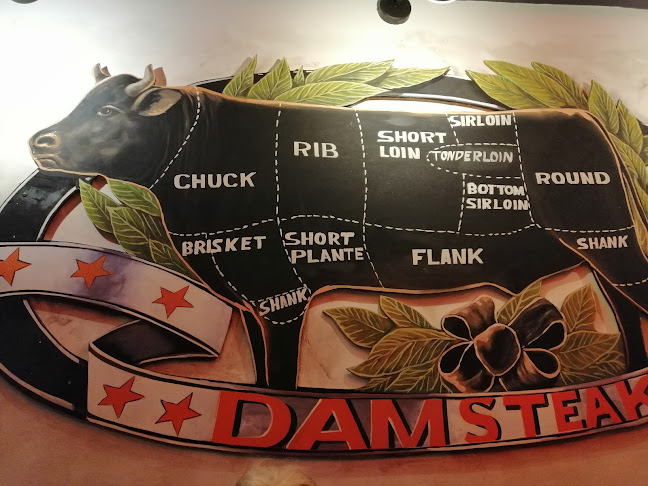 SIRLOIN
SHORT
LOIN
TONDERLOIN
RIB
CHUCK
BOTTOM
SIRLOIN
ROUND
BRISKET
SHORT
PLANTE
FLANK
SHANK
SHANK
DAMSTEAK